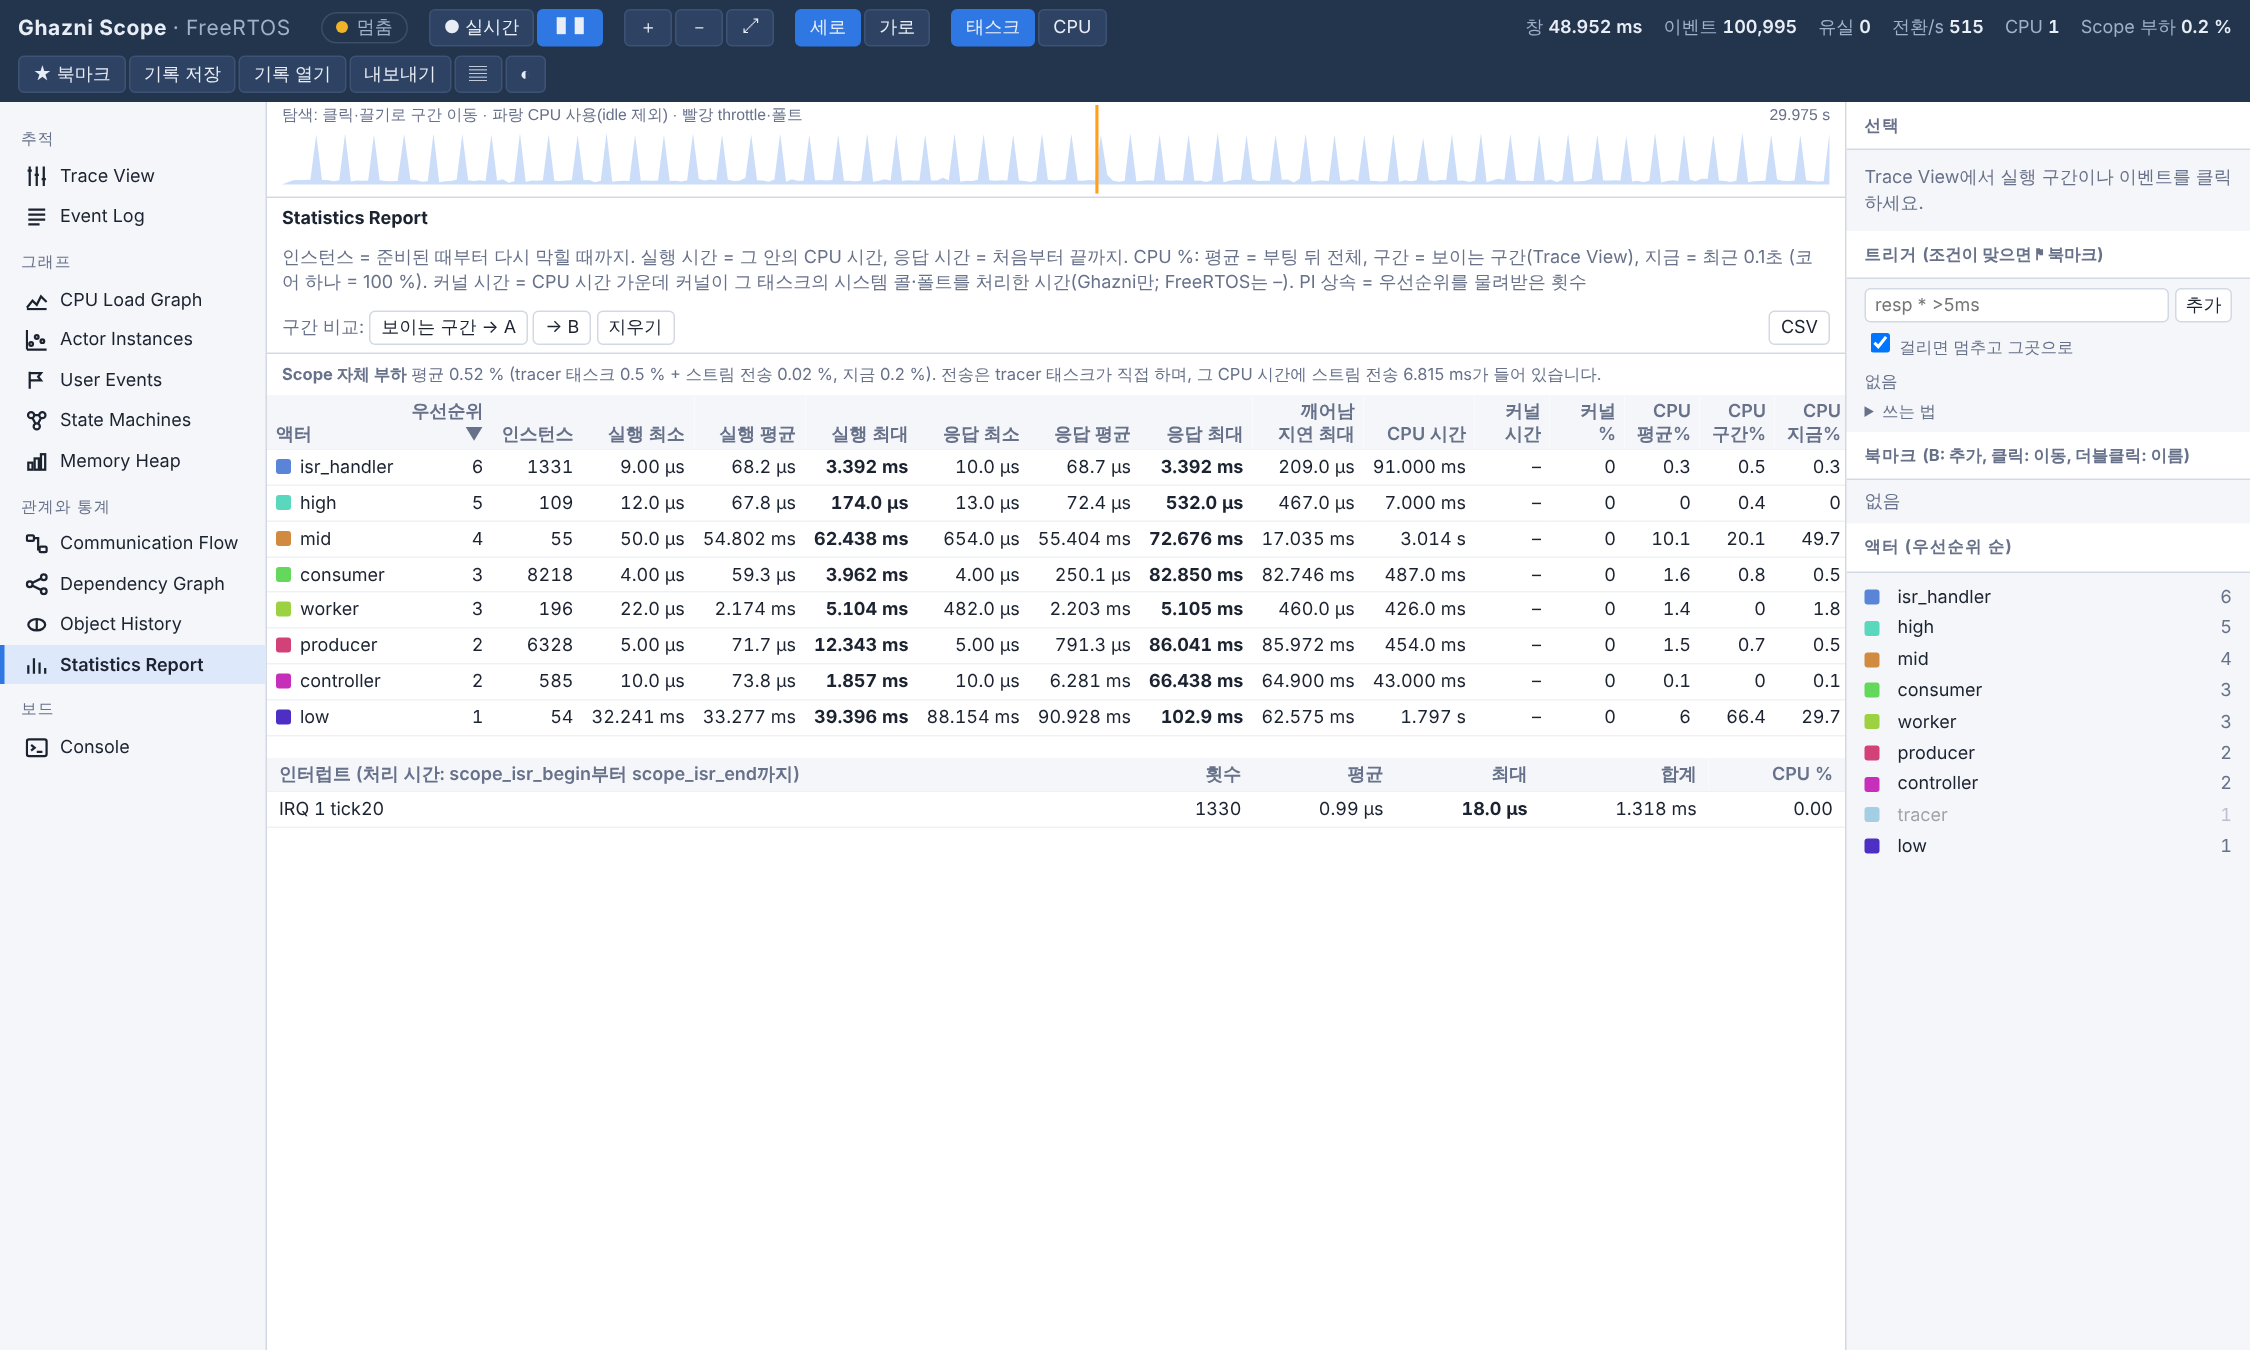 Ghazni Scope · FreeRTOS
멈춤
실시간
+
−
세로
가로
태스크
CPU
창 48.952 ms 이벤트 100,995 유실 0 전환/s 515 CPU 1 Scope 부하 0.2 %
★ 북마크
기록 저장
기록 열기
내보내기
추적
Trace View
Event Log
그래프
CPU Load Graph
Actor Instances
User Events
State Machines
Memory Heap
관계와 통계
Communication Flow
Dependency Graph
Object History
Statistics Report
보드
Console
탐색: 클릭·끌기로 구간 이동 · 파랑 CPU 사용(idle 제외) · 빨강 throttle·폴트
29.975 s
Statistics Report
인스턴스 = 준비된 때부터 다시 막힐 때까지. 실행 시간 = 그 안의 CPU 시간, 응답 시간 = 처음부터 끝까지. CPU %: 평균 = 부팅 뒤 전체, 구간 = 보이는 구간(Trace View), 지금 = 최근 0.1초 (코
어 하나 = 100 %). 커널 시간 = CPU 시간 가운데 커널이 그 태스크의 시스템 콜·폴트를 처리한 시간(Ghazni만; FreeRTOS는 –). PI 상속 = 우선순위를 물려받은 횟수
구간 비교: 보이는 구간 → A → B 지우기 CSV
Scope 자체 부하 평균 0.52 % (tracer 태스크 0.5 % + 스트림 전송 0.02 %, 지금 0.2 %). 전송은 tracer 태스크가 직접 하며, 그 CPU 시간에 스트림 전송 6.815 ms가 들어 있습니다.
액터 우선순위 ▼ 인스턴스 실행 최소 실행 평균 실행 최대 응답 최소 응답 평균 응답 최대 깨어남 지연 최대 CPU 시간 커널 시간 커널 % CPU 평균% CPU 구간% CPU 지금%
isr_handler 6 1331 9.00 µs 68.2 µs 3.392 ms 10.0 µs 68.7 µs 3.392 ms 209.0 µs 91.000 ms – 0 0.3 0.5 0.3
high 5 109 12.0 µs 67.8 µs 174.0 µs 13.0 µs 72.4 µs 532.0 µs 467.0 µs 7.000 ms – 0 0 0.4 0
mid 4 55 50.0 µs 54.802 ms 62.438 ms 654.0 µs 55.404 ms 72.676 ms 17.035 ms 3.014 s – 0 10.1 20.1 49.7
consumer 3 8218 4.00 µs 59.3 µs 3.962 ms 4.00 µs 250.1 µs 82.850 ms 82.746 ms 487.0 ms – 0 1.6 0.8 0.5
worker 3 196 22.0 µs 2.174 ms 5.104 ms 482.0 µs 2.203 ms 5.105 ms 460.0 µs 426.0 ms – 0 1.4 0 1.8
producer 2 6328 5.00 µs 71.7 µs 12.343 ms 5.00 µs 791.3 µs 86.041 ms 85.972 ms 454.0 ms – 0 1.5 0.7 0.5
controller 2 585 10.0 µs 73.8 µs 1.857 ms 10.0 µs 6.281 ms 66.438 ms 64.900 ms 43.000 ms – 0 0.1 0 0.1
low 1 54 32.241 ms 33.277 ms 39.396 ms 88.154 ms 90.928 ms 102.9 ms 62.575 ms 1.797 s – 0 6 66.4 29.7
인터럽트 (처리 시간: scope_isr_begin부터 scope_isr_end까지) 횟수 평균 최대 합계 CPU %
IRQ 1 tick20 1330 0.99 µs 18.0 µs 1.318 ms 0.00
선택
Trace View에서 실행 구간이나 이벤트를 클릭
하세요.
트리거 (조건이 맞으면 ⚑ 북마크)
resp * >5ms 추가
걸리면 멈추고 그곳으로
없음
▶ 쓰는 법
북마크 (B: 추가, 클릭: 이동, 더블클릭: 이름)
없음
액터 (우선순위 순)
isr_handler 6
high 5
mid 4
consumer 3
worker 3
producer 2
controller 2
tracer 1
low 1